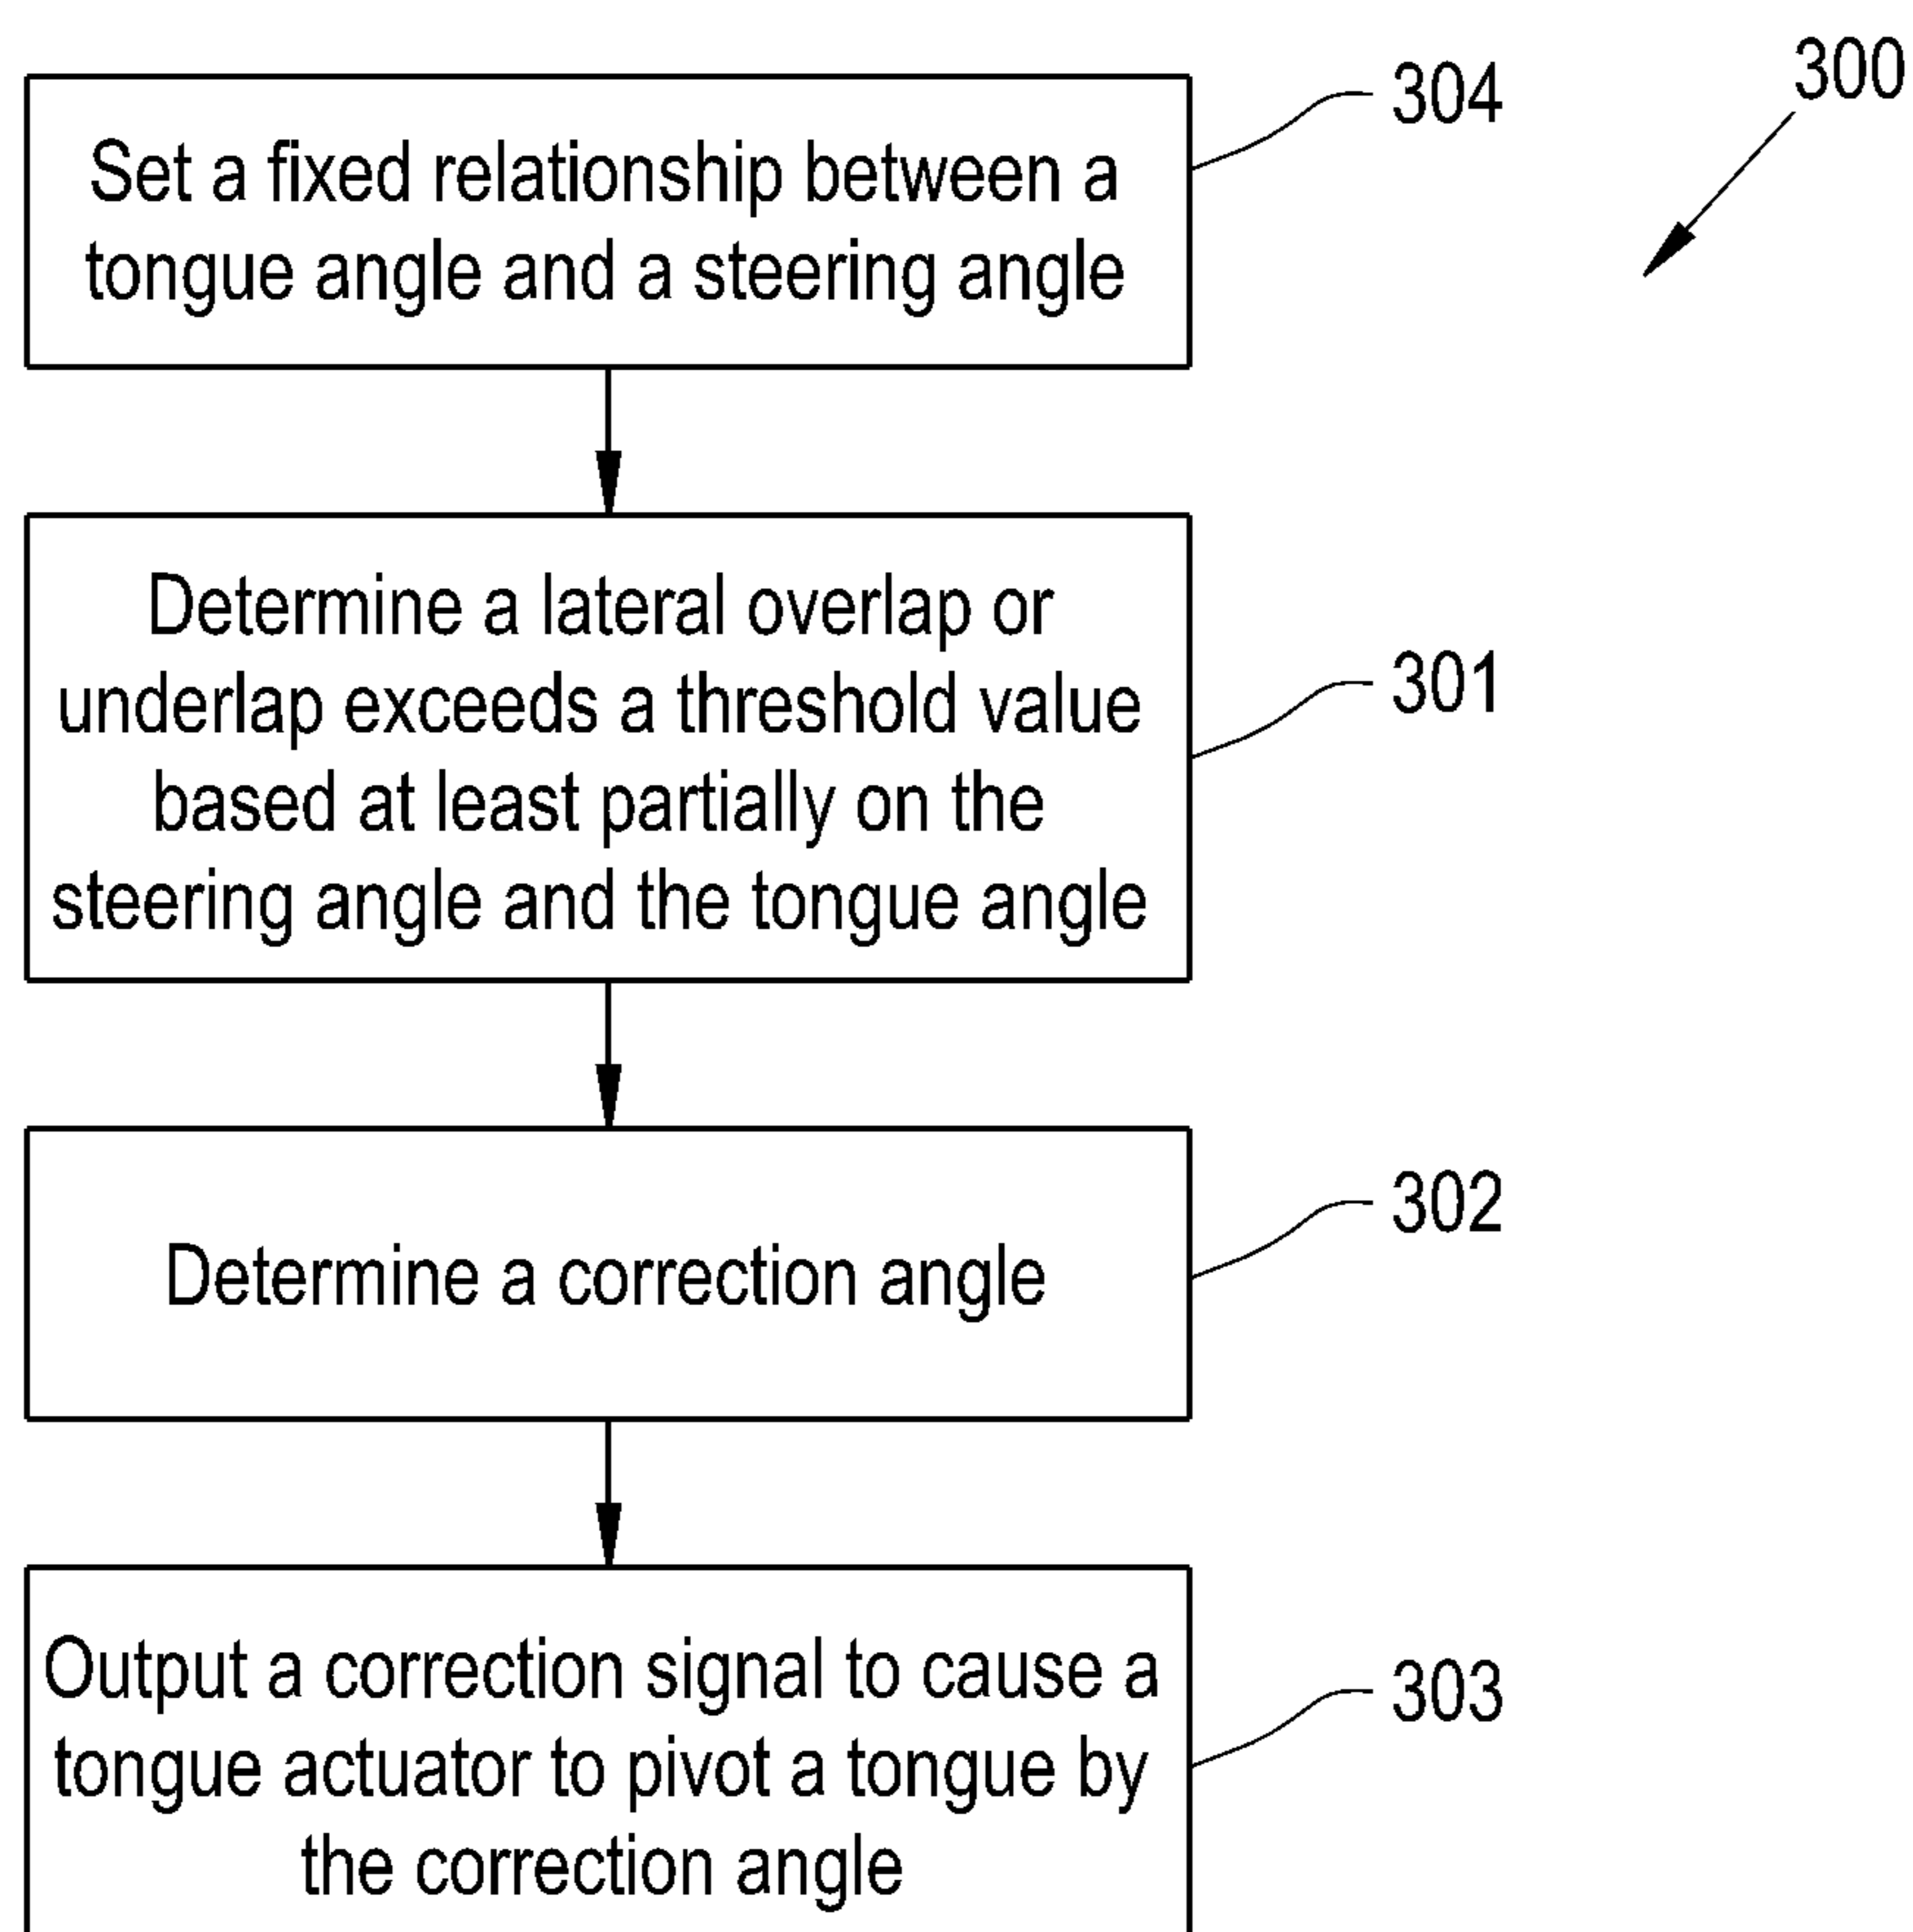 300
304
Set a fixed relationship between a
tongue angle and a steering angle
Determine a lateral overlap or
underlap exceeds a threshold value
based at least partially on the
steering angle and the tongue angle
301
Determine a correction angle
302
Output a correction signal to cause a
tongue actuator to pivot a tongue by
the correction angle
303